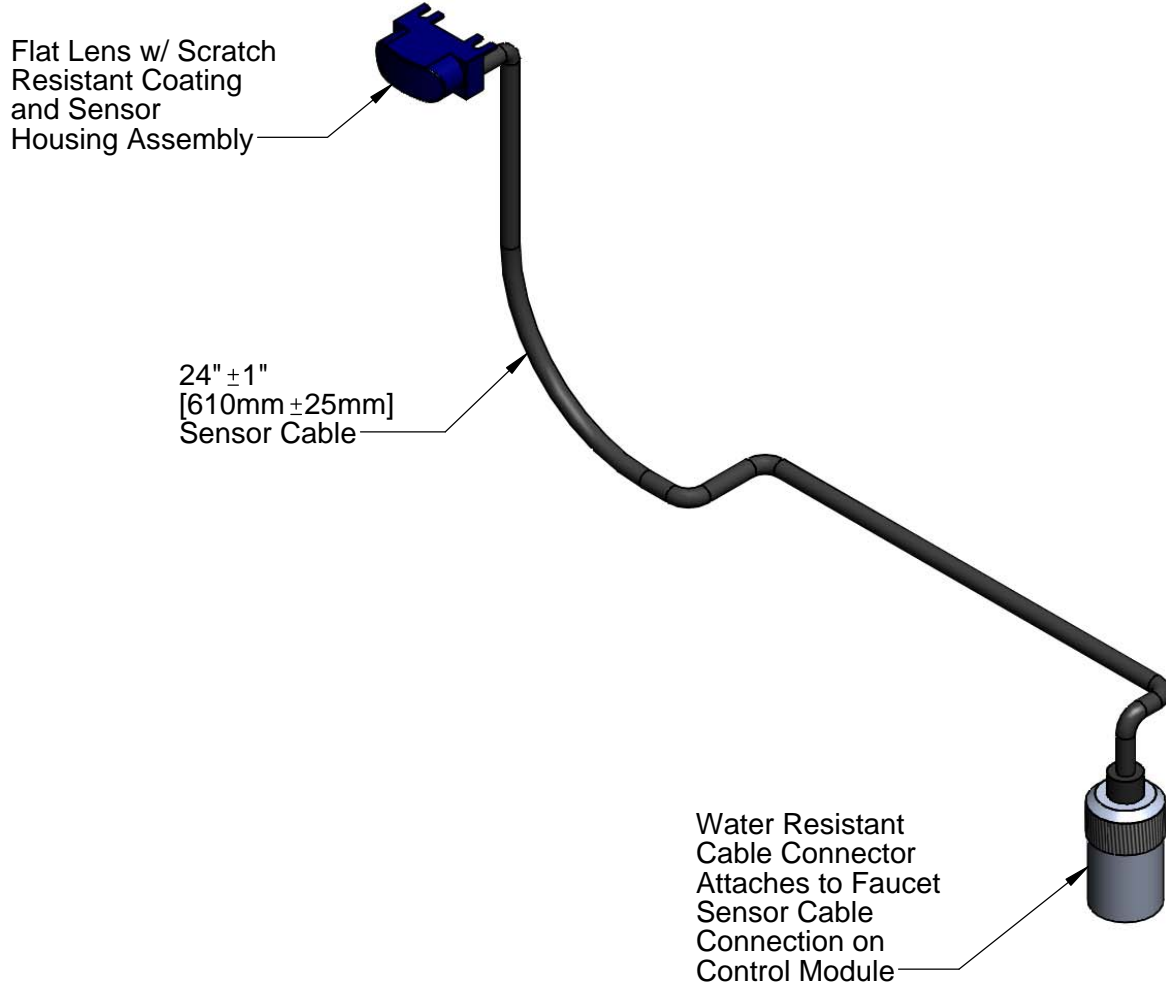 Flat Lens w/ Scratch
Resistant Coating
and Sensor
Housing Assembly
24" ±1"
[610mm ±25mm]
Sensor Cable
Water Resistant
Cable Connector
Attaches to Faucet
Sensor Cable
Connection on
Control Module